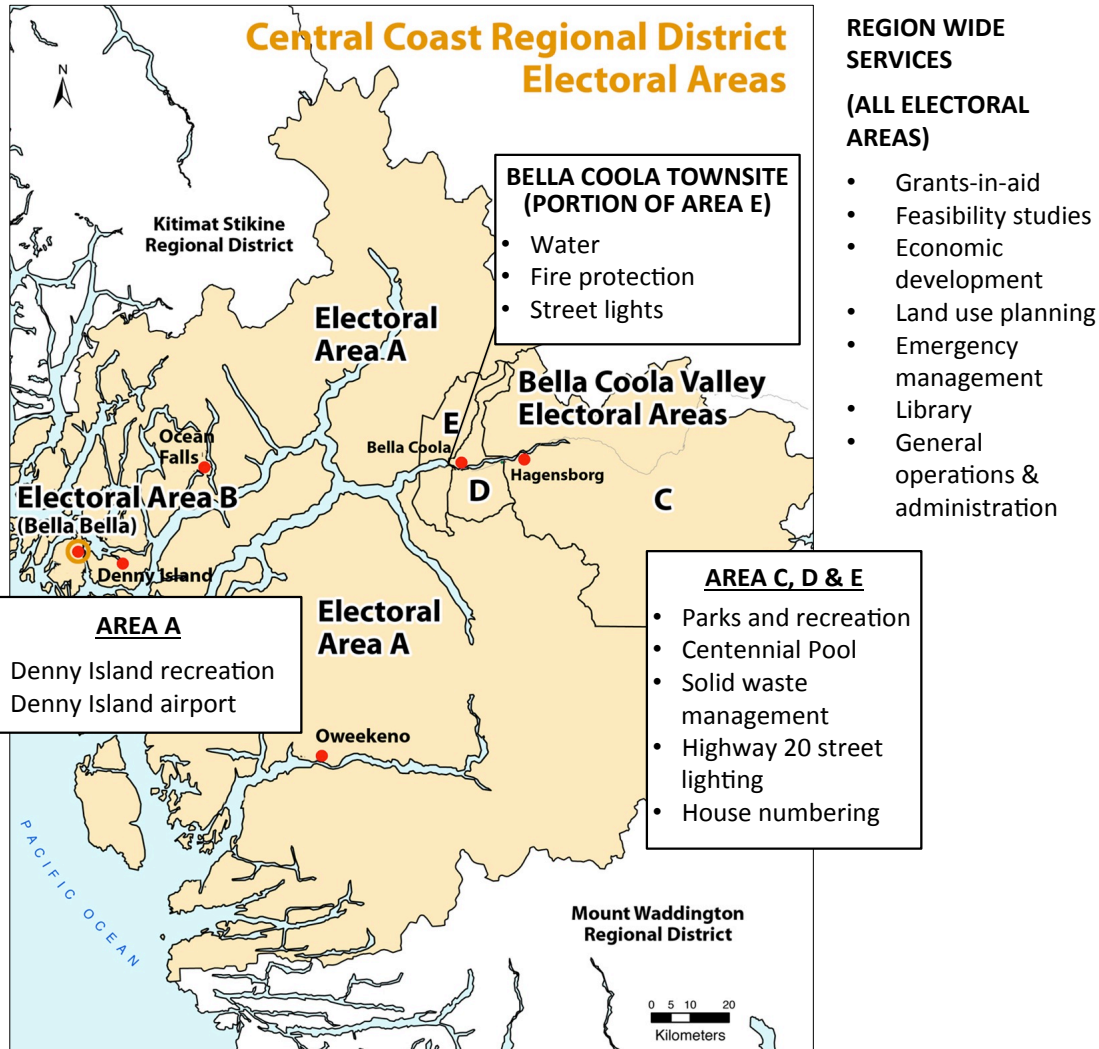 Central Coast Regional District
Electoral Areas
N
Kitimat Stikine
Regional District
BELLA COOLA TOWNSITE
(PORTION OF AREA E)
• Water
• Fire protection
• Street lights
Electoral
Area A
Bella Coola Valley
Electoral Areas
E
Bella Coola
Hagensborg
D
C
Ocean
Falls
Electoral Area B
(Bella Bella)
Denny Island
AREA A
Denny Island recreation
Denny Island airport
Electoral
Area A
Oweekeno
AREA C, D & E
• Parks and recreation
• Centennial Pool
• Solid waste
management
• Highway 20 street
lighting
• House numbering
PACIFIC OCEAN
Mount Waddington
Regional District
0 5 10 20
Kilometers
REGION WIDE
SERVICES
(ALL ELECTORAL
AREAS)
• Grants-in-aid
• Feasibility studies
• Economic
development
• Land use planning
• Emergency
management
• Library
• General
operations &
administration